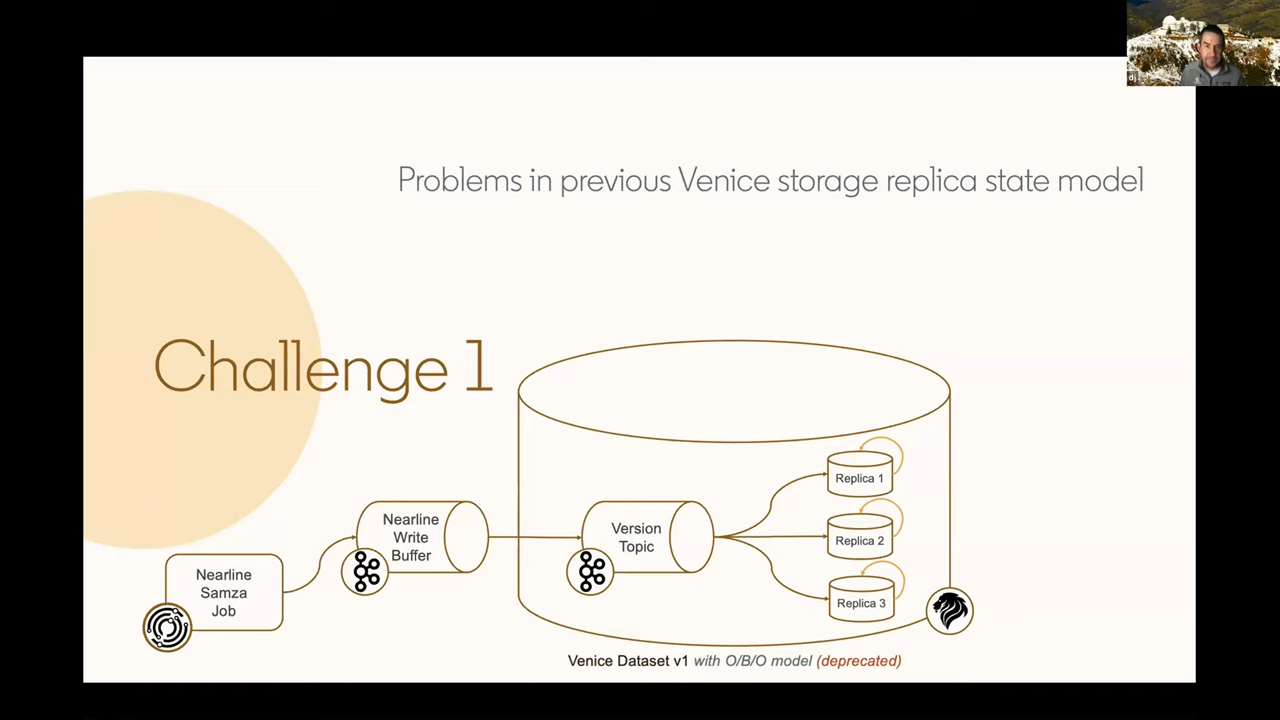 Problems in previous Venice storage replica state model
Challenge 1
Nearline
Write
Buffer
Version
Topic
Replica 1
Replica 2
Replica 3
Nearline
Samza
Job
Venice Dataset v1 with O/B/O model (deprecated)